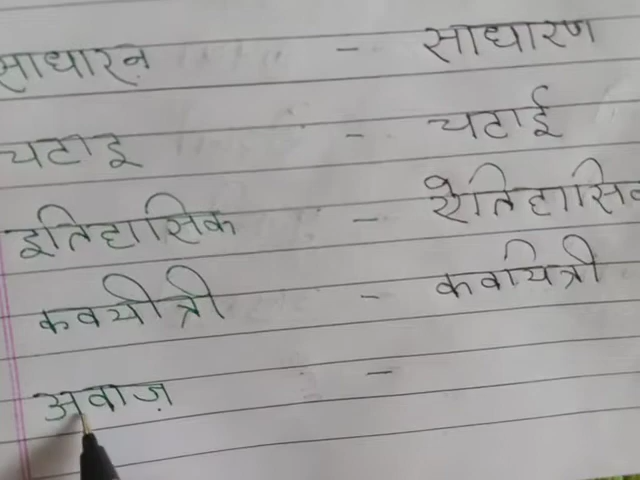 साधारन - साधारण
चटाइ - चटाई
इतिहासिक - ऐतिहासिक
कवयीत्री - कवयित्री
अवाज़ -